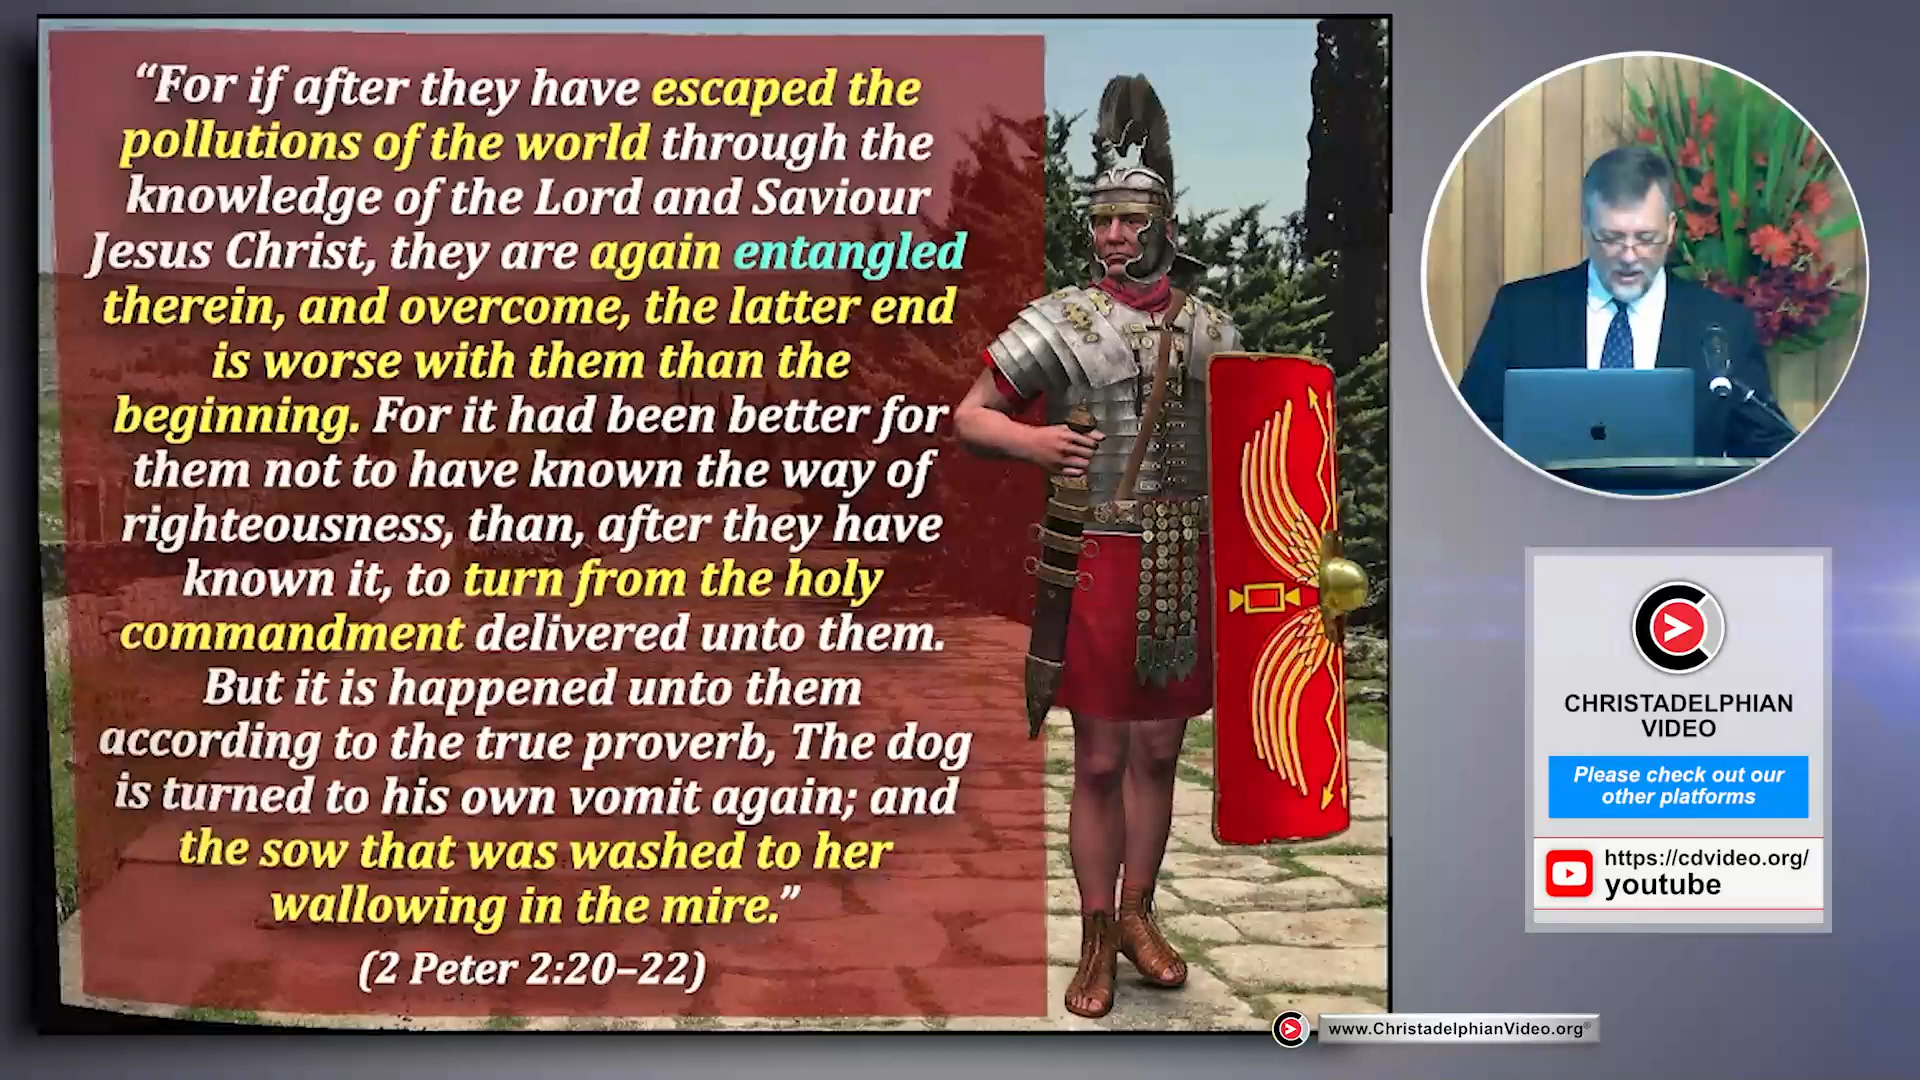 “For if after they have escaped the
pollutions of the world through the
knowledge of the Lord and Saviour
Jesus Christ, they are again entangled
therein, and overcome, the latter end
is worse with them than the
beginning. For it had been better for
them not to have known the way of
righteousness, than, after they have
known it, to turn from the holy
commandment delivered unto them.
But it is happened unto them
according to the true proverb, The dog
is turned to his own vomit again; and
the sow that was washed to her
wallowing in the mire.”
(2 Peter 2:20–22)
CHRISTADELPHIAN
VIDEO
Please check out our
other platforms
https://cdvideo.org/
youtube
www.ChristadelphianVideo.org®